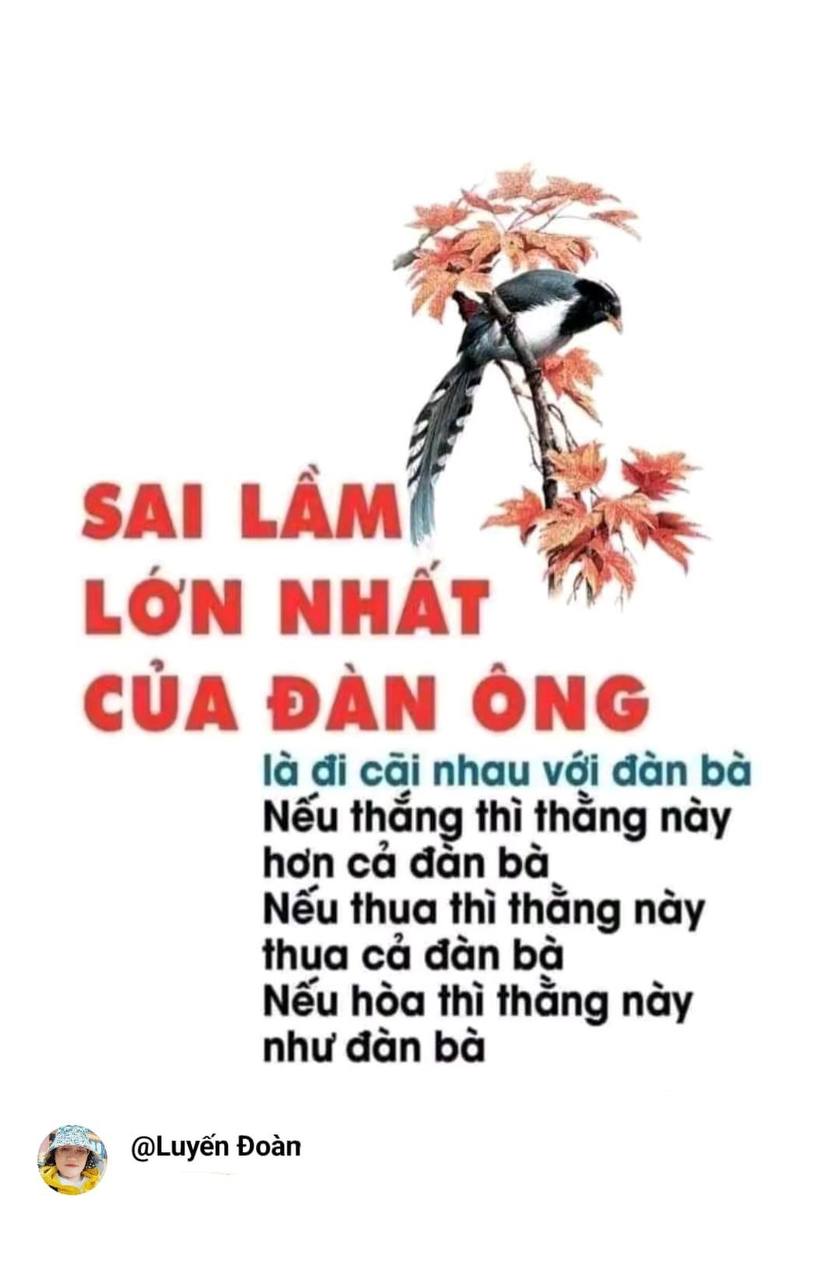 SAI LẦM
LỚN NHẤT
CỦA ĐÀN ÔNG
là đi cãi nhau với đàn bà
Nếu thắng thì thằng này
hơn cả đàn bà
Nếu thua thì thằng này
thua cả đàn bà
Nếu hòa thì thằng này
như đàn bà
@Luyến Đoàn